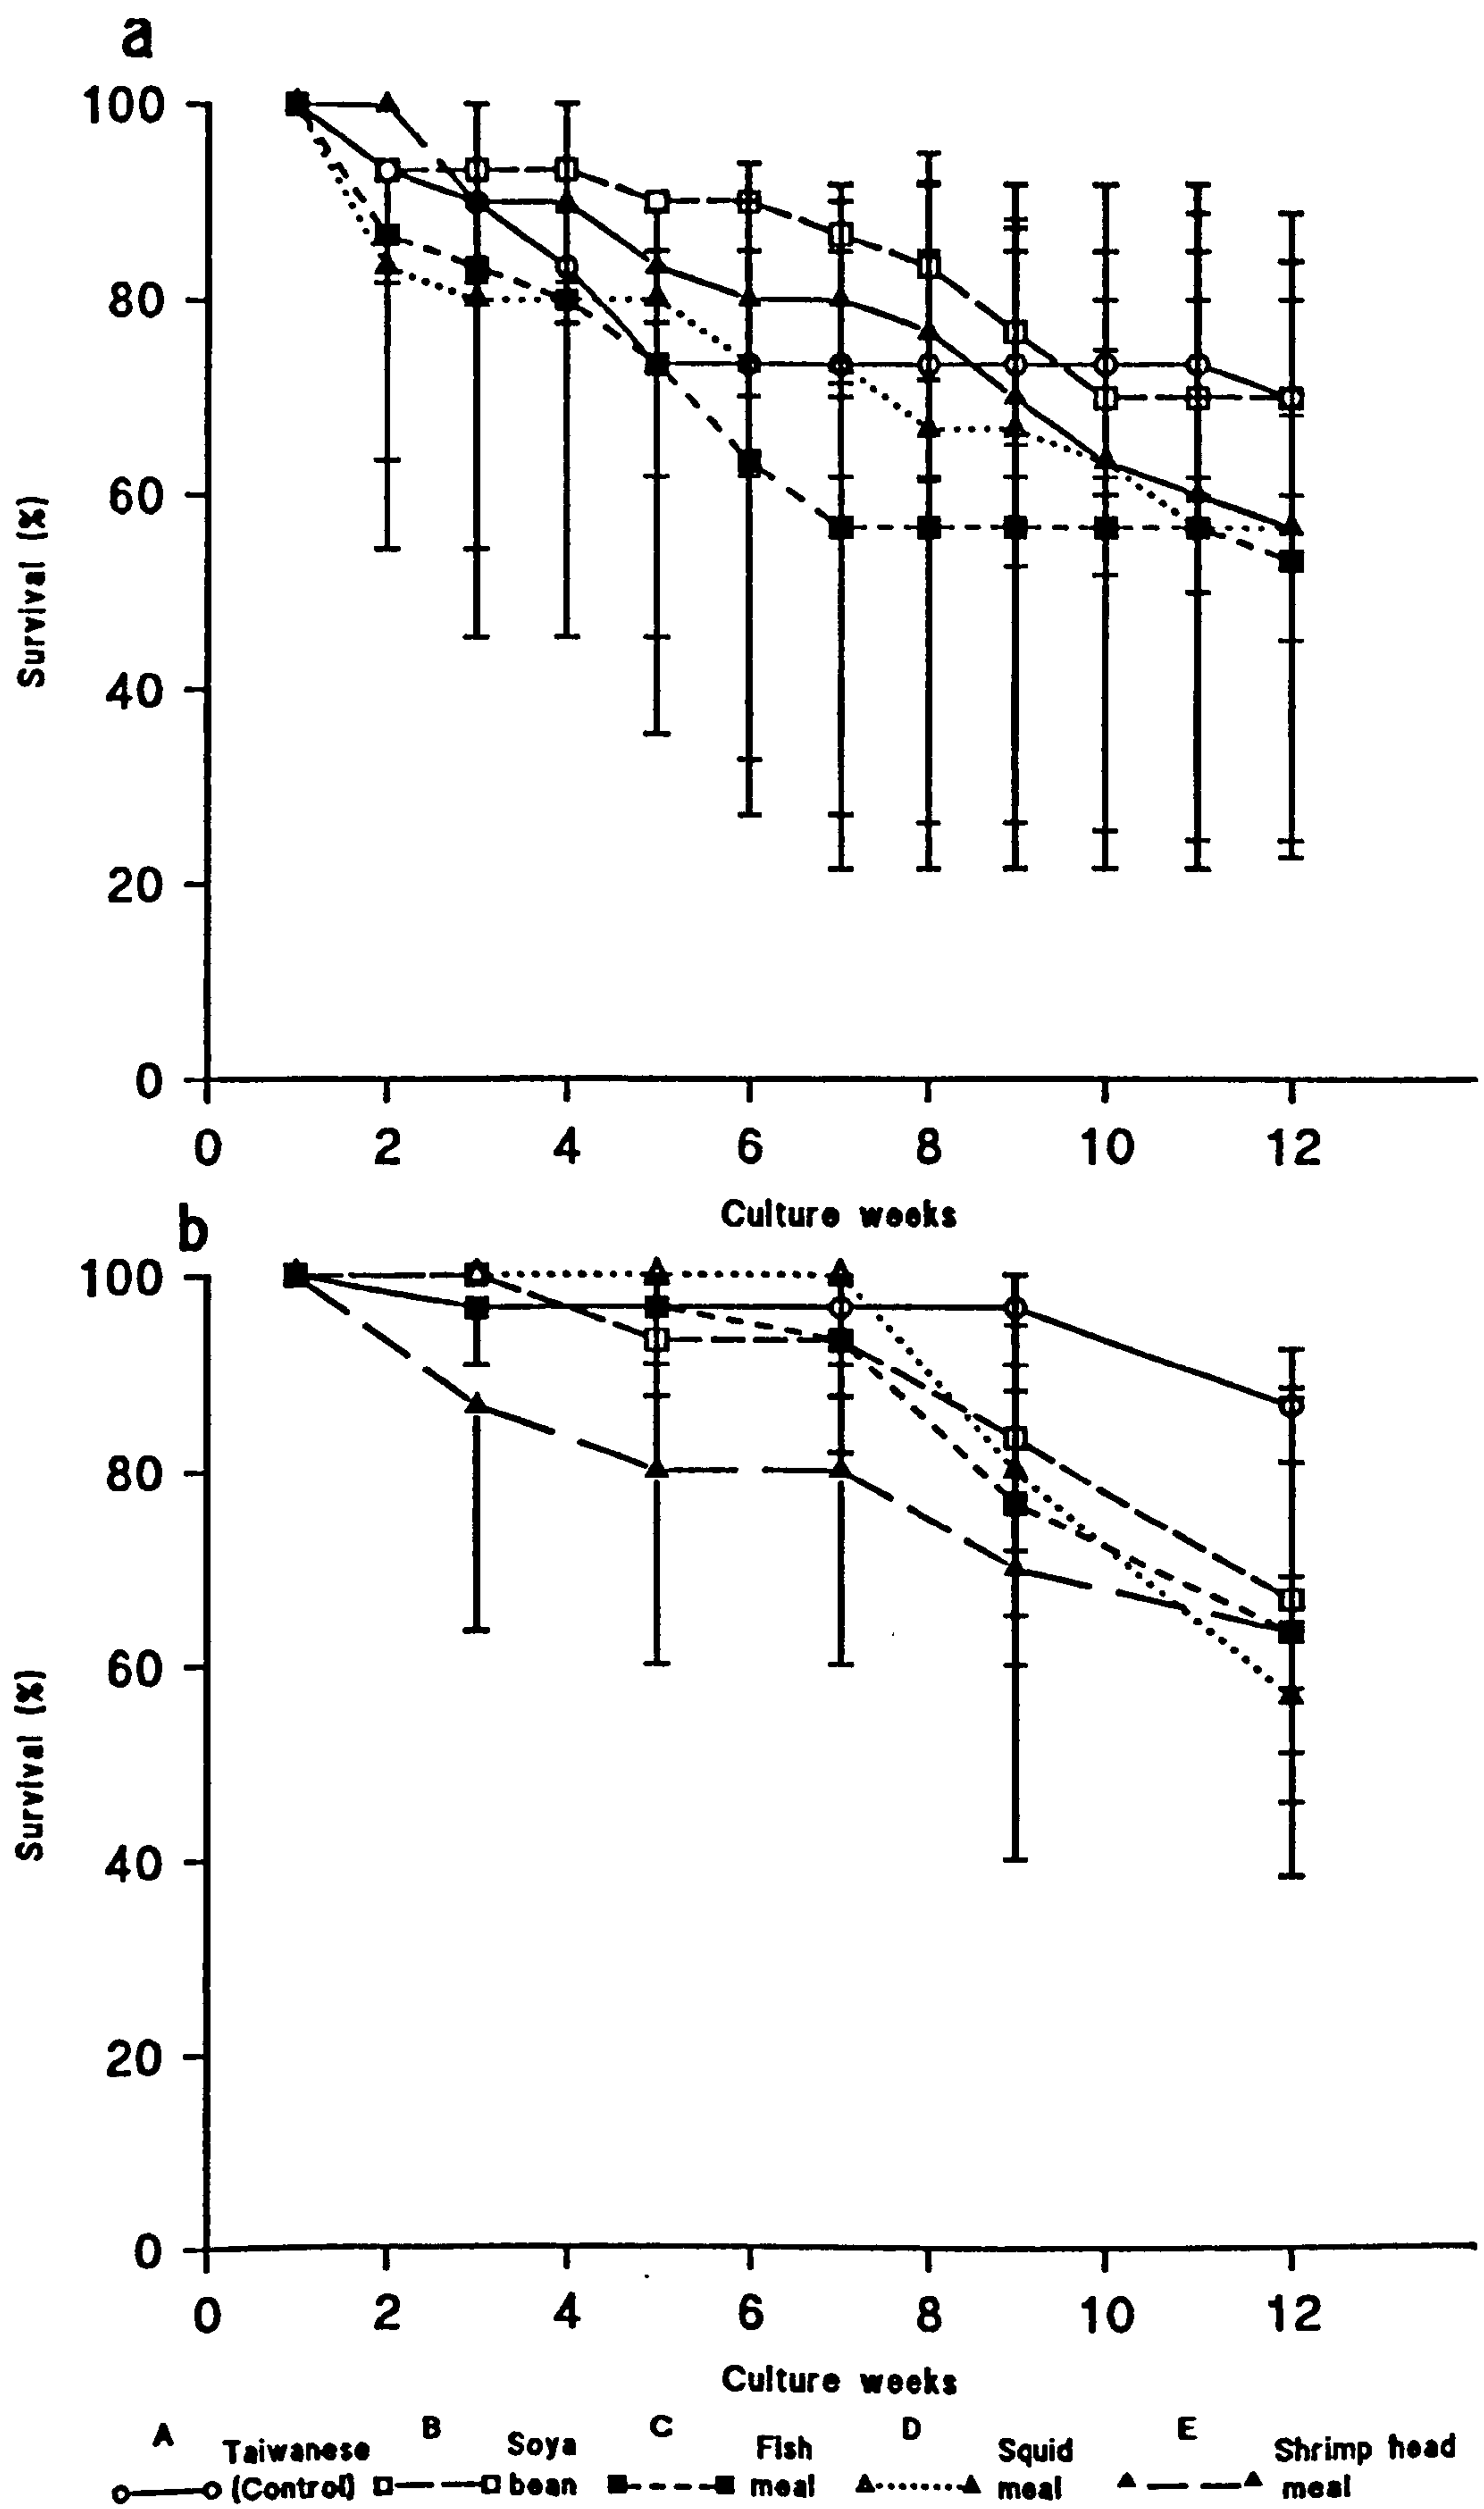 a
100
80
60
40
20
0
Survival (%)
0 2 4 6 8 10 12
Culture weeks
b
100
80
60
40
20
0
Survival (%)
0 2 4 6 8 10 12
Culture weeks
A B C D E
Taiwanese Soya Fish Squid Shrimp head
(Control) bean meal meal meal